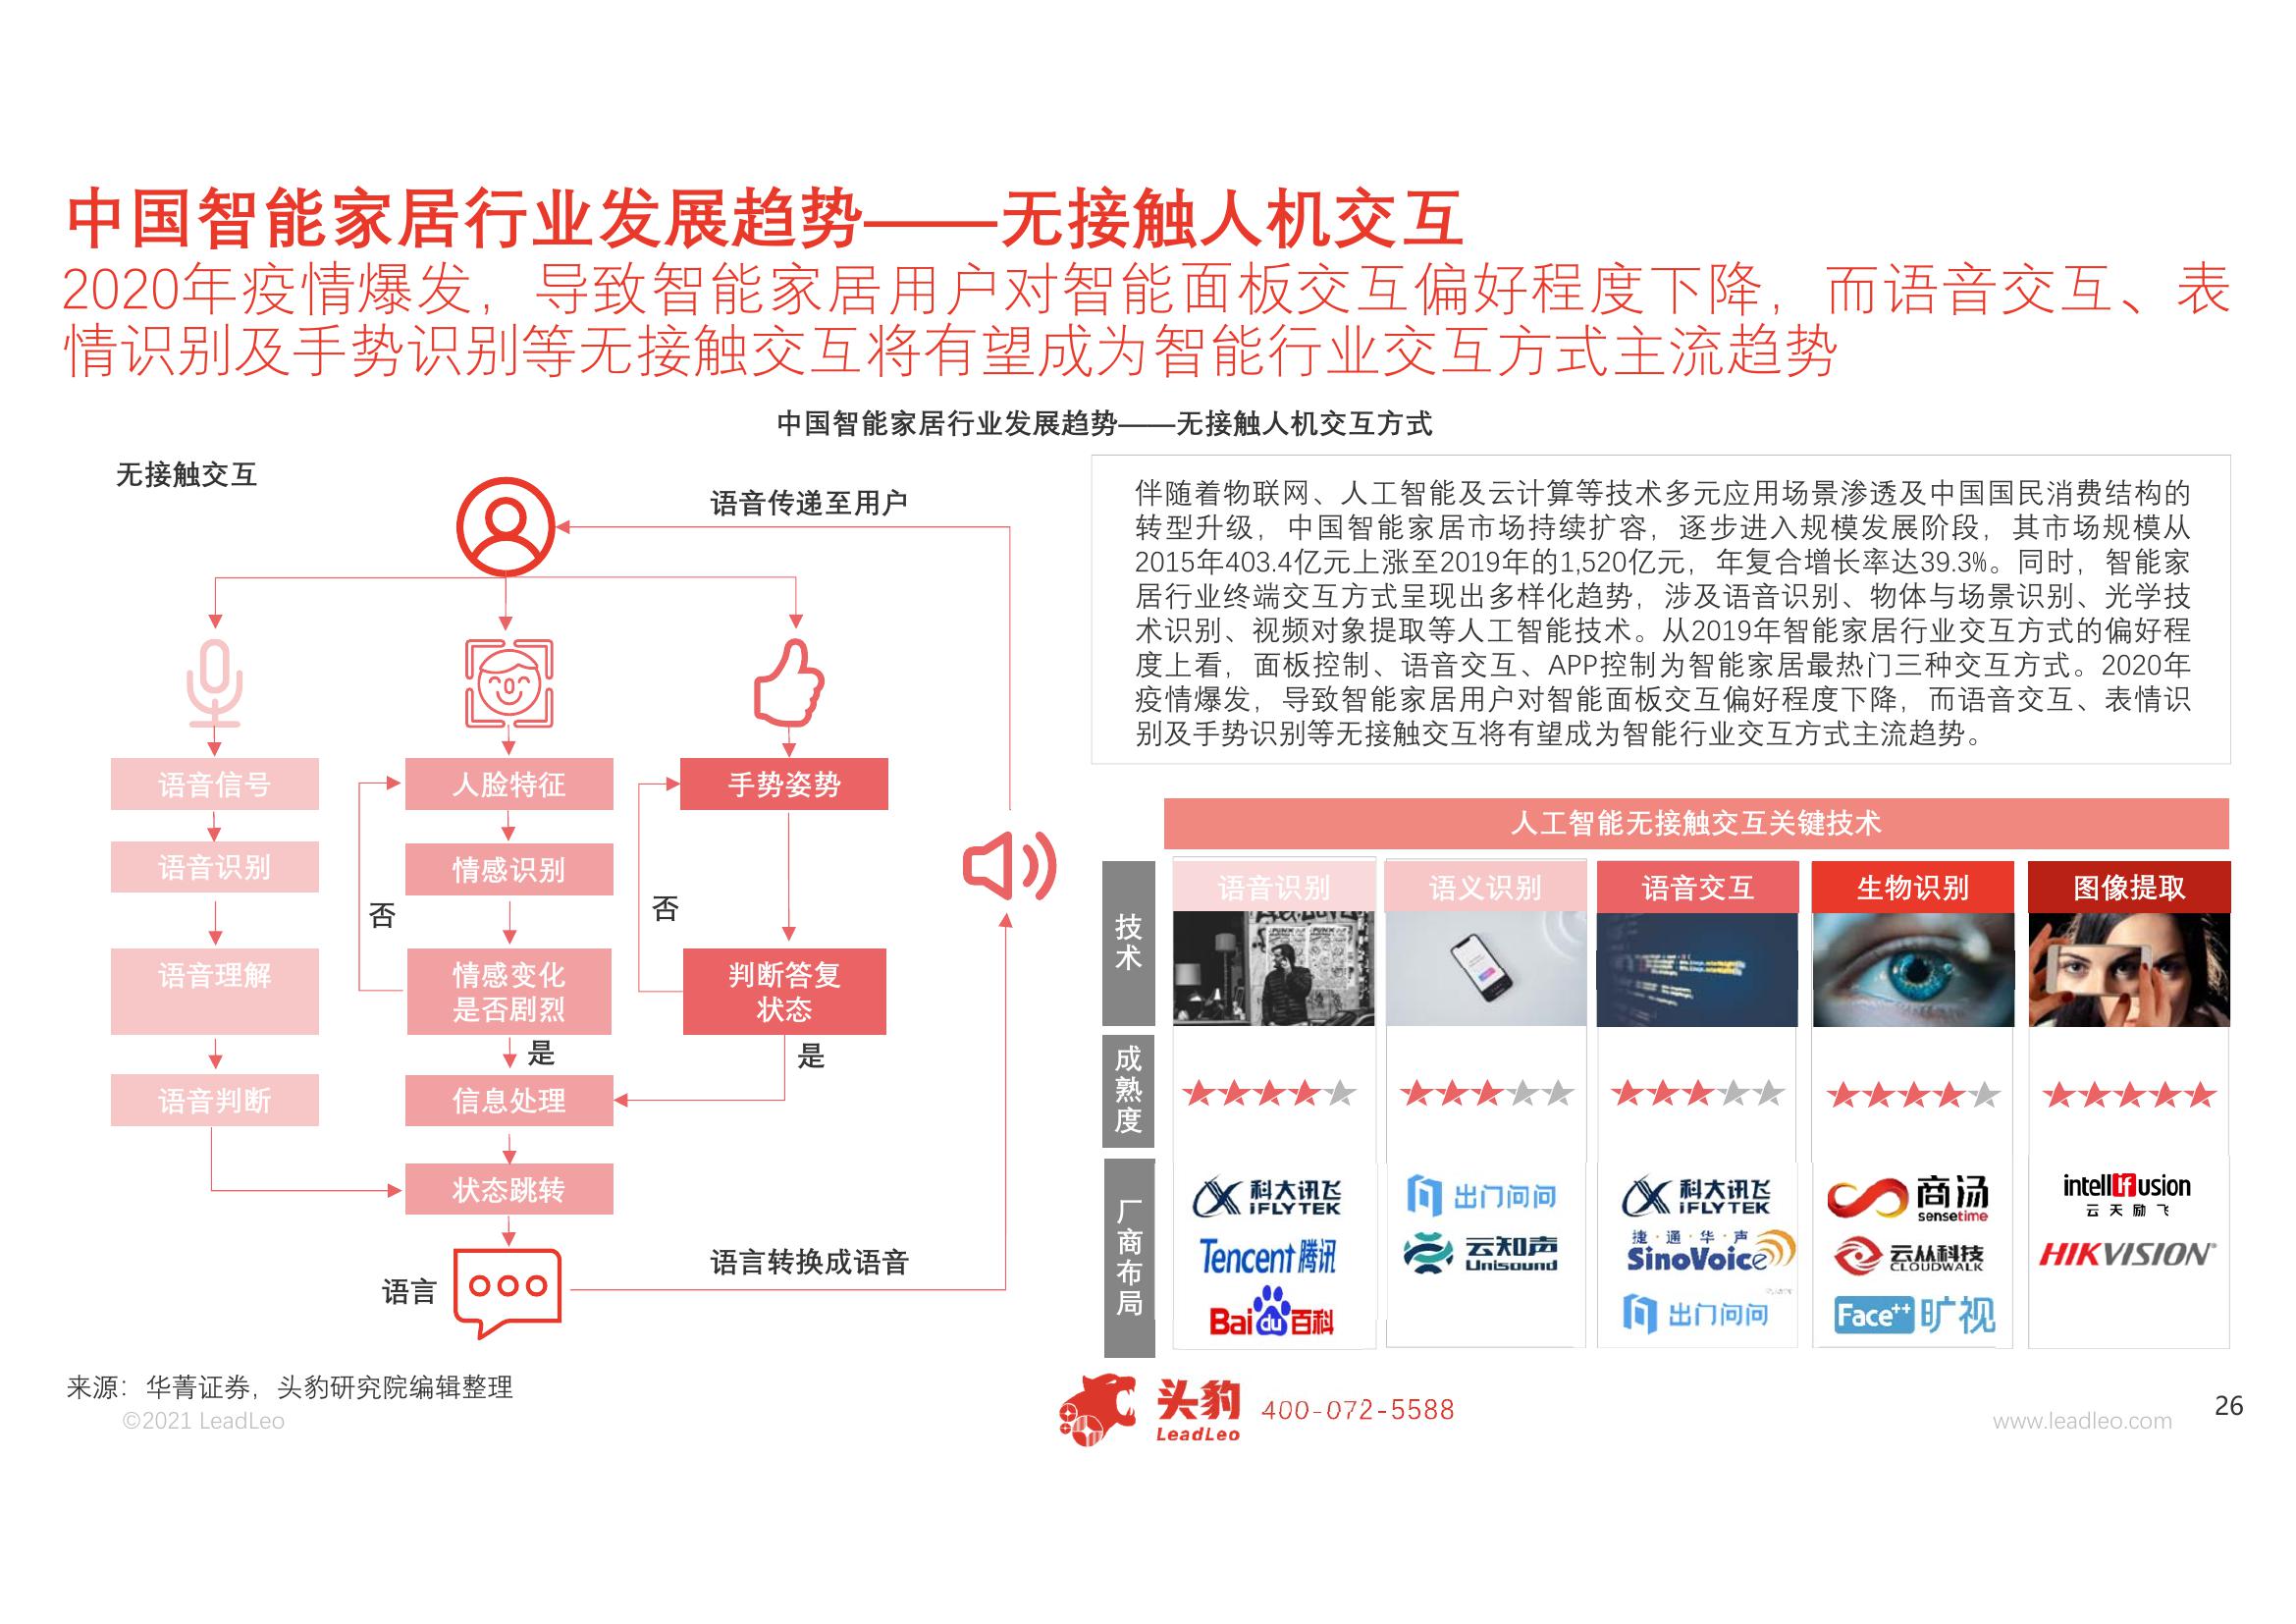 中国智能家居行业发展趋势——无接触人机交互
2020年疫情爆发，导致智能家居用户对智能面板交互偏好程度下降，而语音交互、表
情识别及手势识别等无接触交互将有望成为智能行业交互方式主流趋势
中国智能家居行业发展趋势——无接触人机交互方式
无接触交互
语音传递至用户
语音信号
人脸特征
手势姿势
语音识别
情感识别
否
否
语音理解
情感变化
是否剧烈
判断答复
状态
是
是
语音判断
信息处理
状态跳转
语言
语言转换成语音
伴随着物联网、人工智能及云计算等技术多元应用场景渗透及中国国民消费结构的
转型升级，中国智能家居市场持续扩容，逐步进入规模发展阶段，其市场规模从
2015年403.4亿元上涨至2019年的1,520亿元，年复合增长率达39.3%。同时，智能家
居行业终端交互方式呈现出多样化趋势，涉及语音识别、物体与场景识别、光学技
术识别、视频对象提取等人工智能技术。从2019年智能家居行业交互方式的偏好程
度上看，面板控制、语音交互、APP控制为智能家居最热门三种交互方式。2020年
疫情爆发，导致智能家居用户对智能面板交互偏好程度下降，而语音交互、表情识
别及手势识别等无接触交互将有望成为智能行业交互方式主流趋势。
人工智能无接触交互关键技术
技术
语音识别
语义识别
语音交互
生物识别
图像提取
成熟度
厂商布局
科大讯飞
iFLYTEK
Tencent 腾讯
Baidu百科
出门问问
云知声
Unisound
科大讯飞
iFLYTEK
捷·通·华·声
SinoVoice
出门问问
商汤
sensetime
云从科技
CLOUDWALK
Face++ 旷视
intellifusion
云天励飞
HIKVISION®
来源：华菁证券，头豹研究院编辑整理
©2021 LeadLeo
头豹
LeadLeo
400-072-5588
www.leadleo.com
26